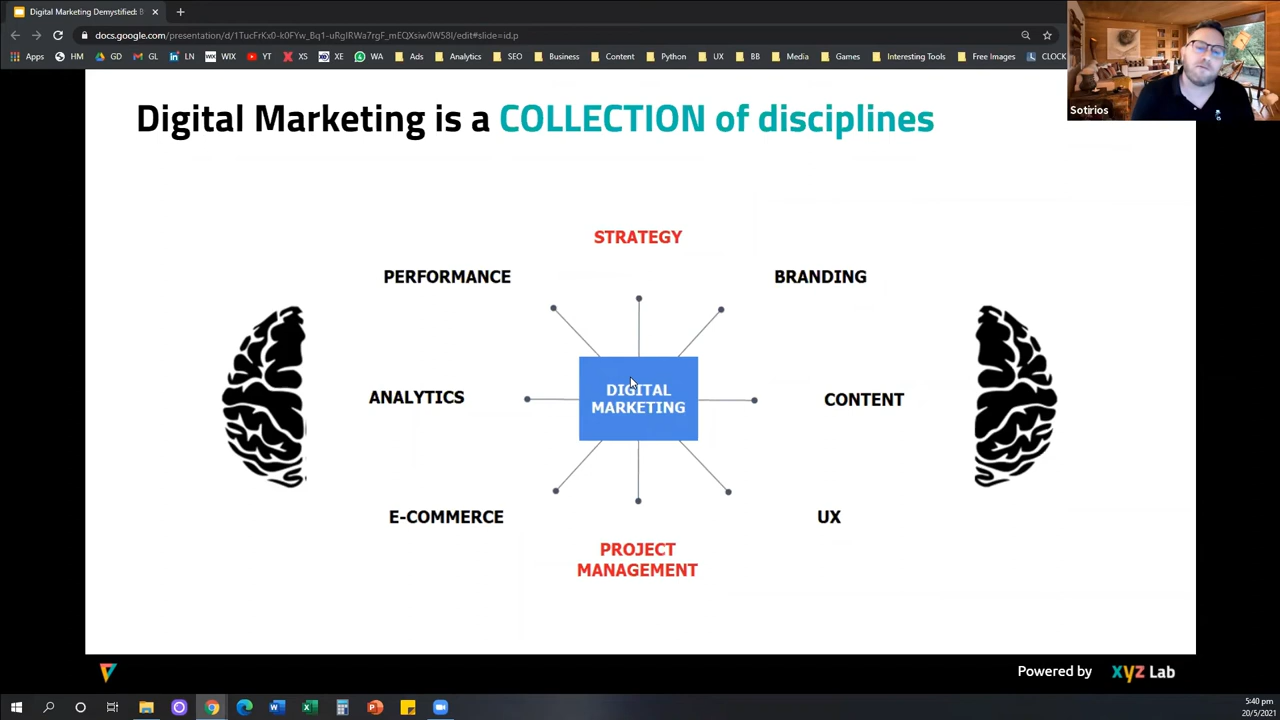 Digital Marketing Demystified: B
docs.google.com/presentation/d/1TucFrKx0-k0FYw_Bq1-uRgIRWa7rgF_mEQXsiw0W58I/edit#slide=id.p
Apps HM GD GL LN WIX YT XS XE WA Ads Analytics SEO Business Content Python UX BB Media Games Interesting Tools Free Images CLOCK
Sotirios
Digital Marketing is a COLLECTION of disciplines
STRATEGY
PERFORMANCE
BRANDING
DIGITAL
MARKETING
ANALYTICS
CONTENT
E-COMMERCE
UX
PROJECT
MANAGEMENT
Powered by XYZ Lab
5:40 pm
20/5/2021